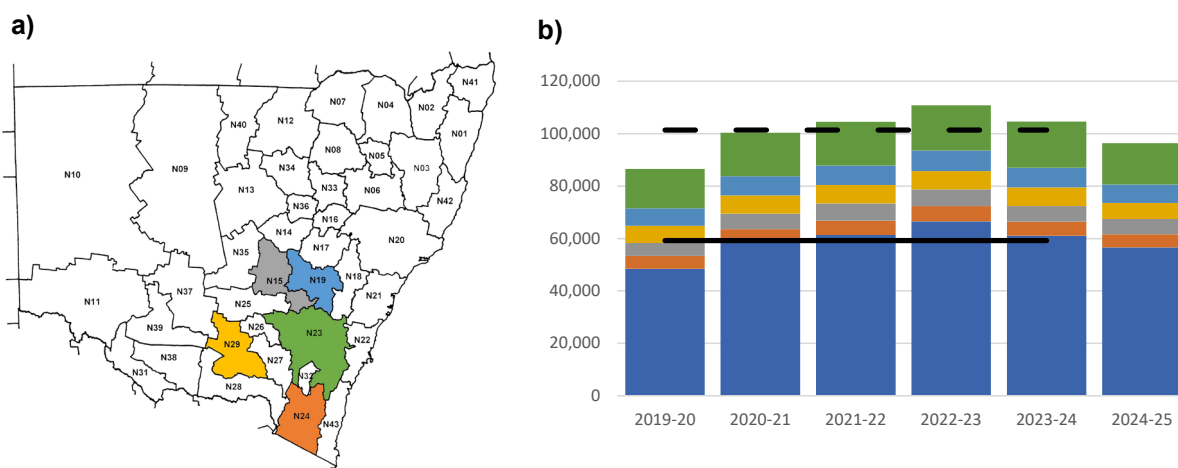 a)
N41
N07
N04
N02
N40
N12
N01
N08
N05
N10
N09
N34
N03
N13
N33
N06
N42
N36
N16
N14
N20
N35
N17
N15
N19
N18
N37
N21
N11
N25
N39
N26
N23
N22
N29
N38
N27
N31
N28
N32
N24
N43
b)
120,000
100,000
80,000
60,000
40,000
20,000
0
2019-20 2020-21 2021-22 2022-23 2023-24 2024-25